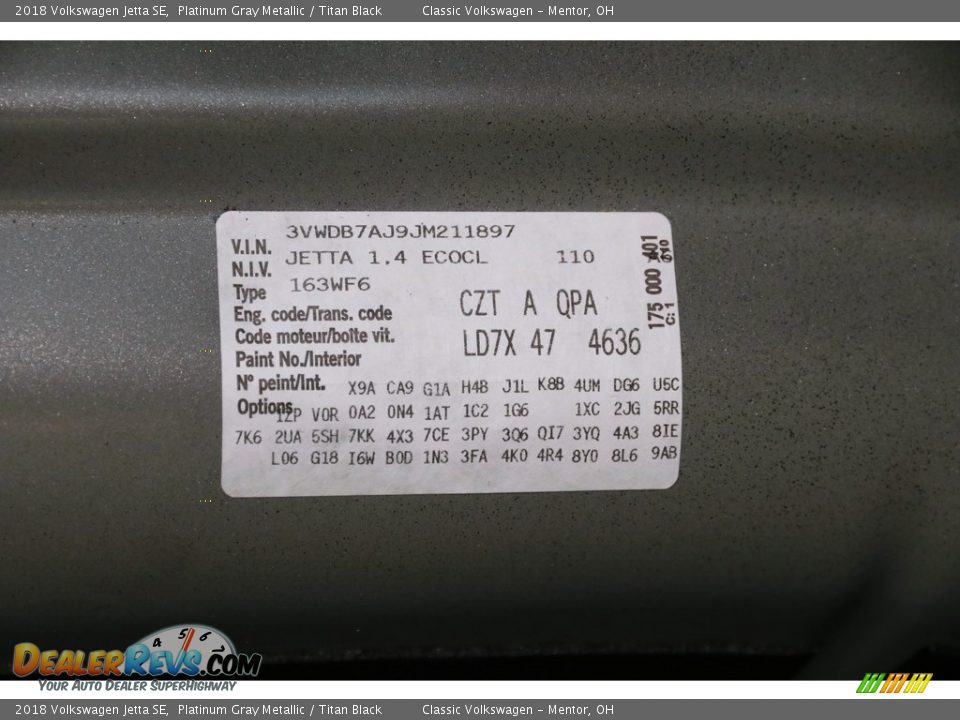 2018 Volkswagen Jetta SE, Platinum Gray Metallic / Titan Black Classic Volkswagen – Mentor, OH
3VWDB7AJ9JM211897
V.I.N. JETTA 1.4 ECOCL 110
N.I.V. 163WF6
Type
Eng. code/Trans. code CZT A QPA
Code moteur/boîte vit.
Paint No./Interior LD7X 47 4636
N° peint/Int. X9A CA9 G1A H4B J1L K8B 4UM DG6 U5C
Options 1ZP V0R 0A2 0N4 1AT 1C2 1G6 1XC 2JG 5RR
7K6 2UA 5SH 7KK 4X3 7CE 3PY 3Q6 QI7 3YQ 4A3 8IE
L06 G18 I6W B0D 1N3 3FA 4K0 4R4 8Y0 8L6 9AB
175 000 401
C: 1
4 5 6
DealerRevs.com
Your Auto Dealer SuperHighway
2018 Volkswagen Jetta SE, Platinum Gray Metallic / Titan Black Classic Volkswagen – Mentor, OH